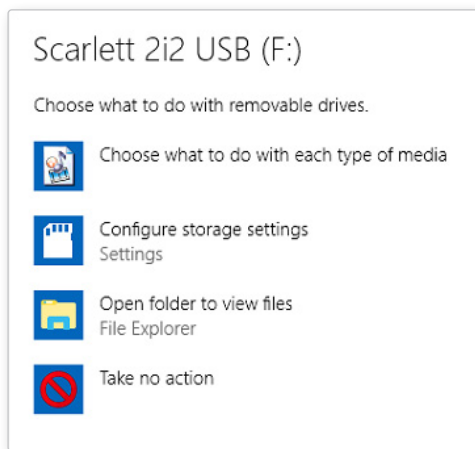 Scarlett 2i2 USB (F:)
Choose what to do with removable drives.
Choose what to do with each type of media
Configure storage settings
Settings
Open folder to view files
File Explorer
Take no action